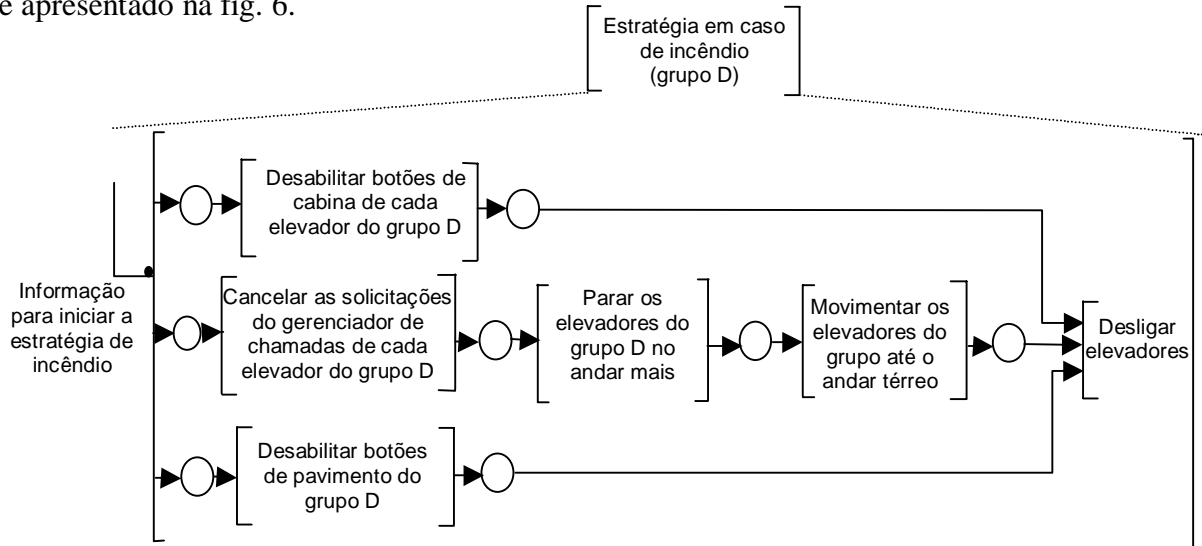 é apresentado na fig. 6.
Estratégia em caso
de incêndio
(grupo D)
Desabilitar botões de
cabina de cada
elevador do grupo D
Informação
para iniciar a
estratégia de
incêndio
Cancelar as solicitações
do gerenciador de
chamadas de cada
elevador do grupo D
Parar os
elevadores do
grupo D no
andar mais
Movimentar os
elevadores do
grupo até o
andar térreo
Desligar
elevadores
Desabilitar botões
de pavimento do
grupo D